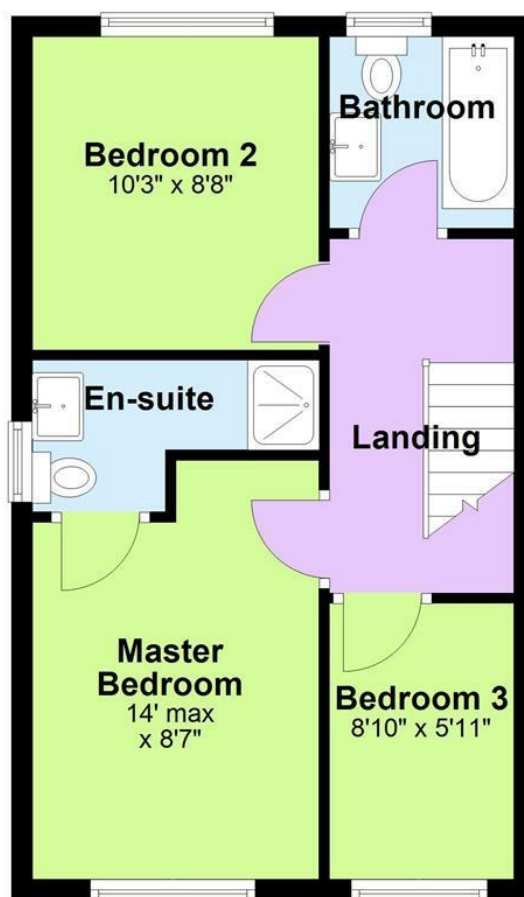 Bedroom 2
10'3" x 8'8"
Bathroom
En-suite
Landing
Master
Bedroom
14' max
x 8'7"
Bedroom 3
8'10" x 5'11"